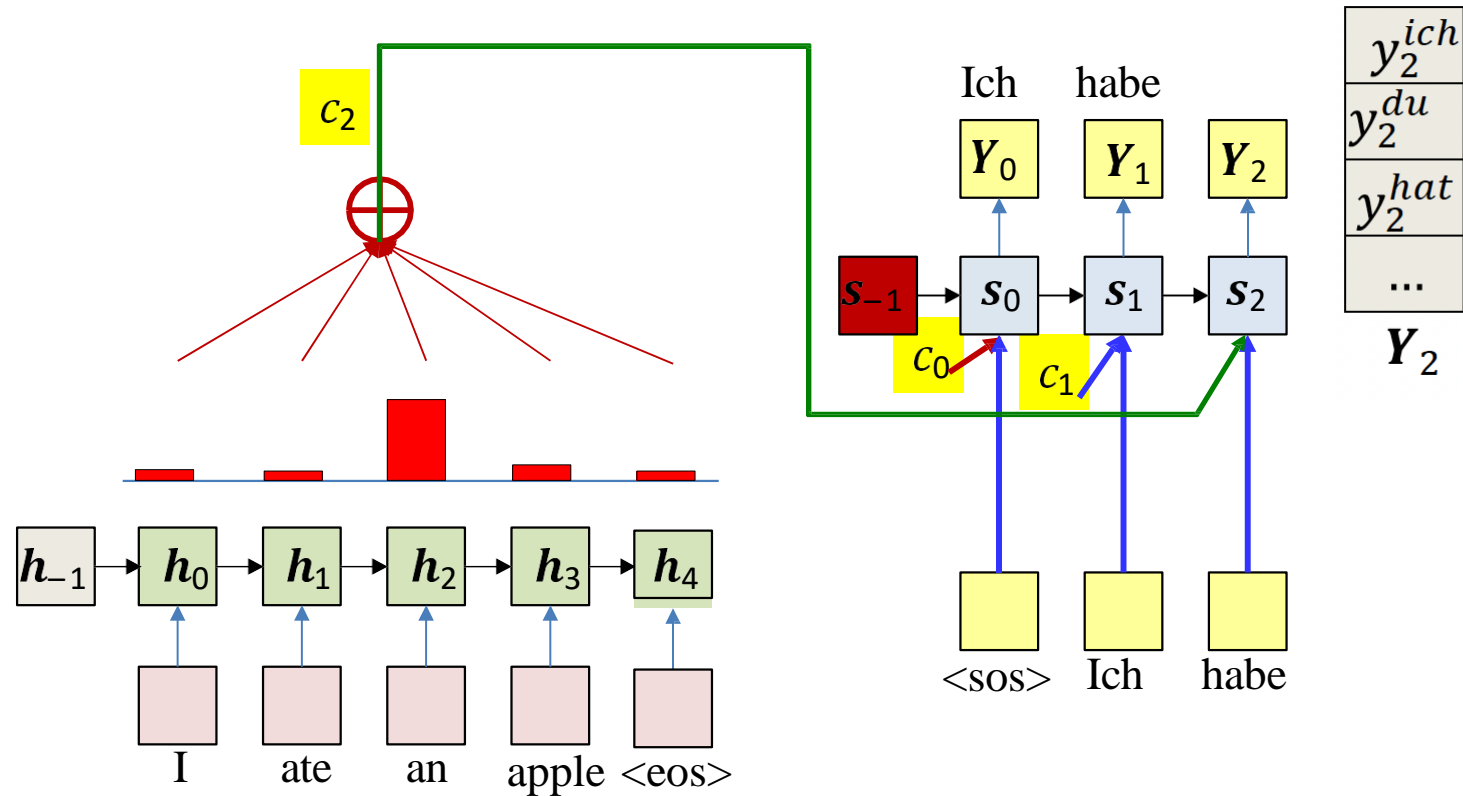 c₂
Ich habe
Y₀ Y₁ Y₂
s₋₁ s₀ s₁ s₂
c₀ c₁
h₋₁ h₀ h₁ h₂ h₃ h₄
I ate an apple <eos>
<sos> Ich habe
y₂^ich
y₂^du
y₂^hat
...
Y₂